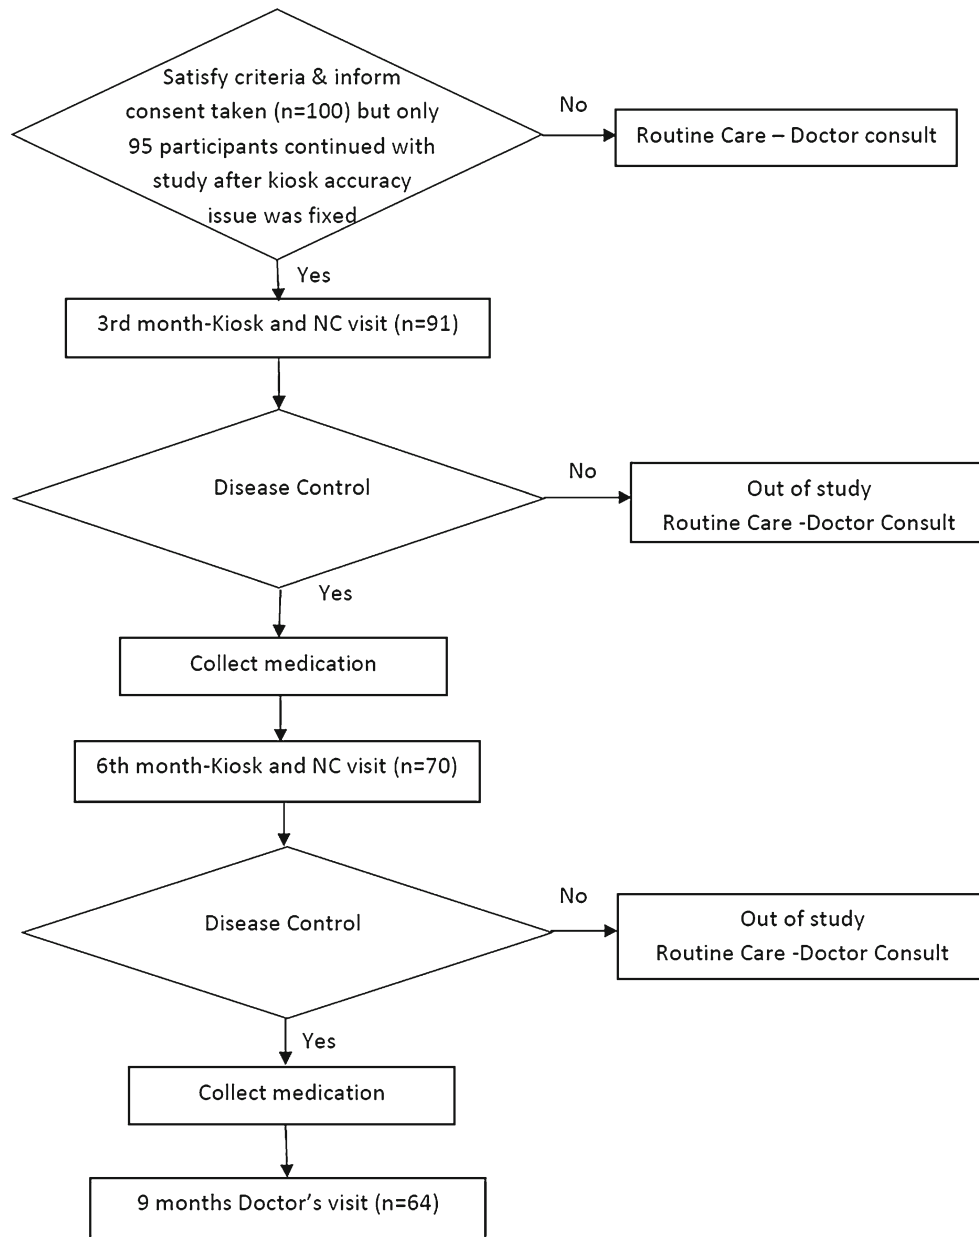 Satisfy criteria & inform
consent taken (n=100) but only
95 participants continued with
study after kiosk accuracy
issue was fixed
No
Routine Care – Doctor consult
Yes
3rd month-Kiosk and NC visit (n=91)
Disease Control
No
Out of study
Routine Care -Doctor Consult
Yes
Collect medication
6th month-Kiosk and NC visit (n=70)
Disease Control
No
Out of study
Routine Care -Doctor Consult
Yes
Collect medication
9 months Doctor's visit (n=64)